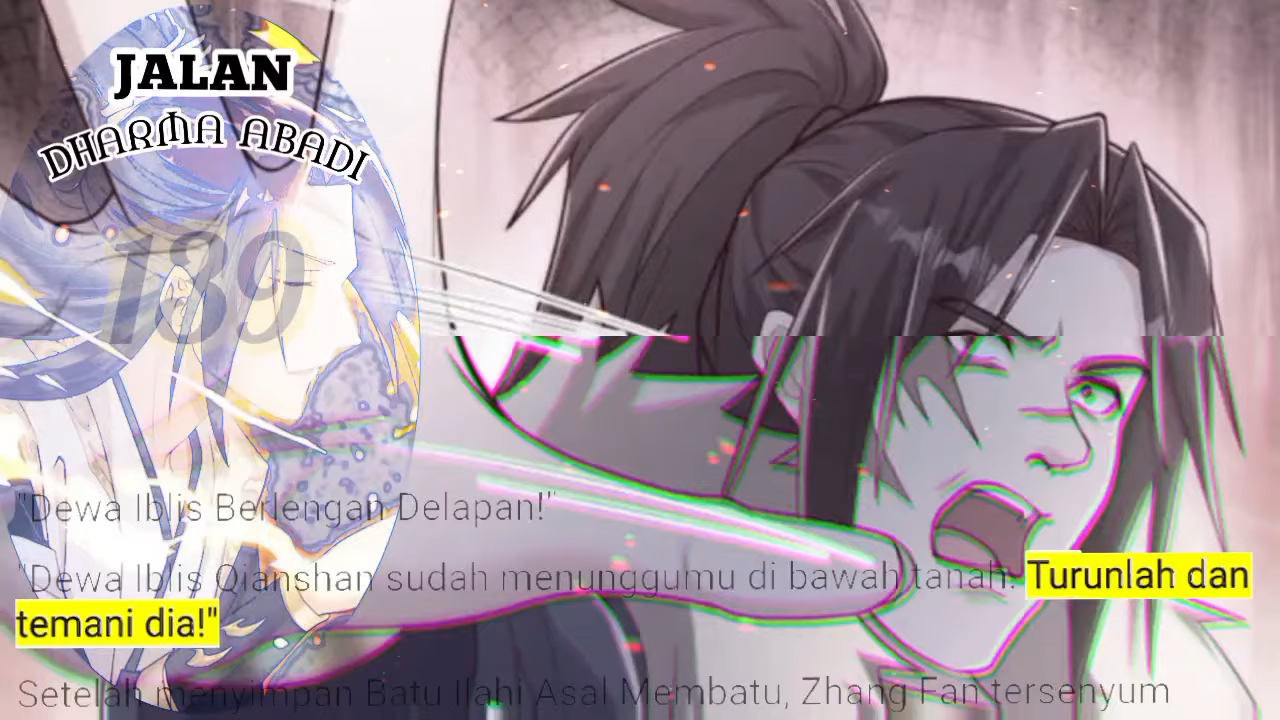 JALAN
DHARMA ABADI
189
"Dewa Iblis Berlengan Delapan!"
"Dewa Iblis Qianshan sudah menunggumu di bawah tanah. Turunlah dan
temani dia!"
Setelah menyimpan Batu Ilahi Asal Membatu, Zhang Fan tersenyum